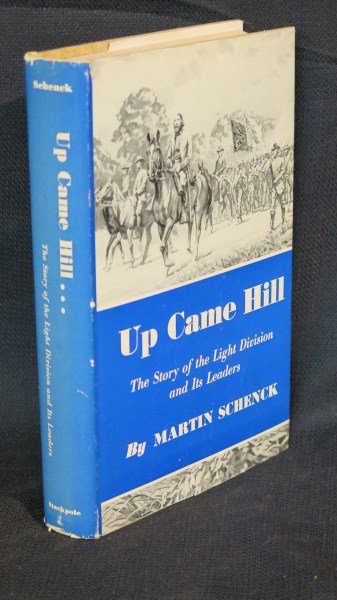 Schenck
Up Came Hill...
The Story of the Light Division and Its Leaders
Stackpole
Up Came Hill
The Story of the Light Division
and Its Leaders
By MARTIN SCHENCK